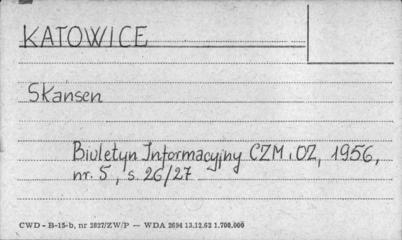 KATOWICE
Skansen
Biuletyn Informacyjny CZM i OZ, 1956,
nr. 5, s. 26/27
CWD - B-15-b, nr 2827/ZW/P — WDA 2694 13.12.62 1.700.000